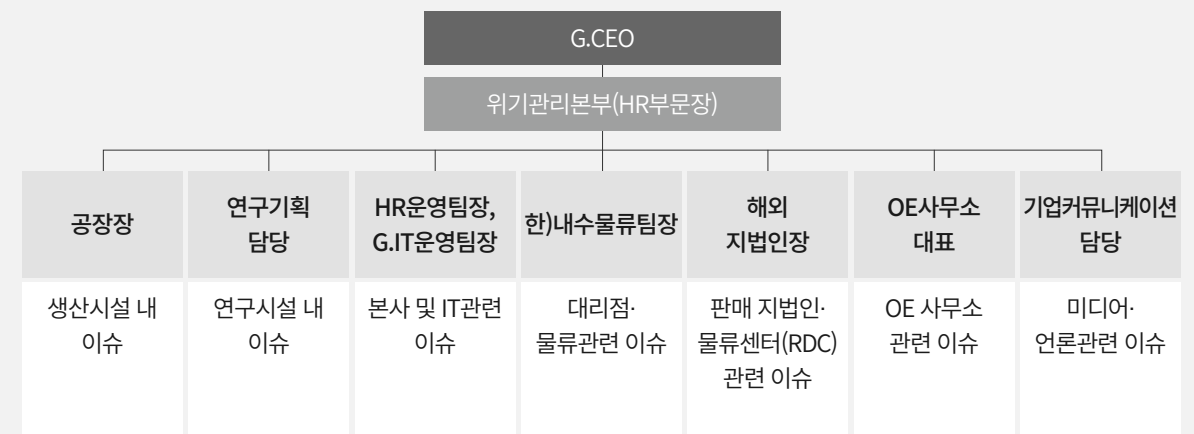 G.CEO
위기관리본부(HR부문장)
공장장
연구기획
담당
HR운영팀장,
G.IT운영팀장
한)내수물류팀장
해외
지법인장
OE사무소
대표
기업커뮤니케이션
담당
생산시설 내
이슈
연구시설 내
이슈
본사 및 IT관련
이슈
대리점·
물류관련 이슈
판매 지법인·
물류센터(RDC)
관련 이슈
OE 사무소
관련 이슈
미디어·
언론관련 이슈